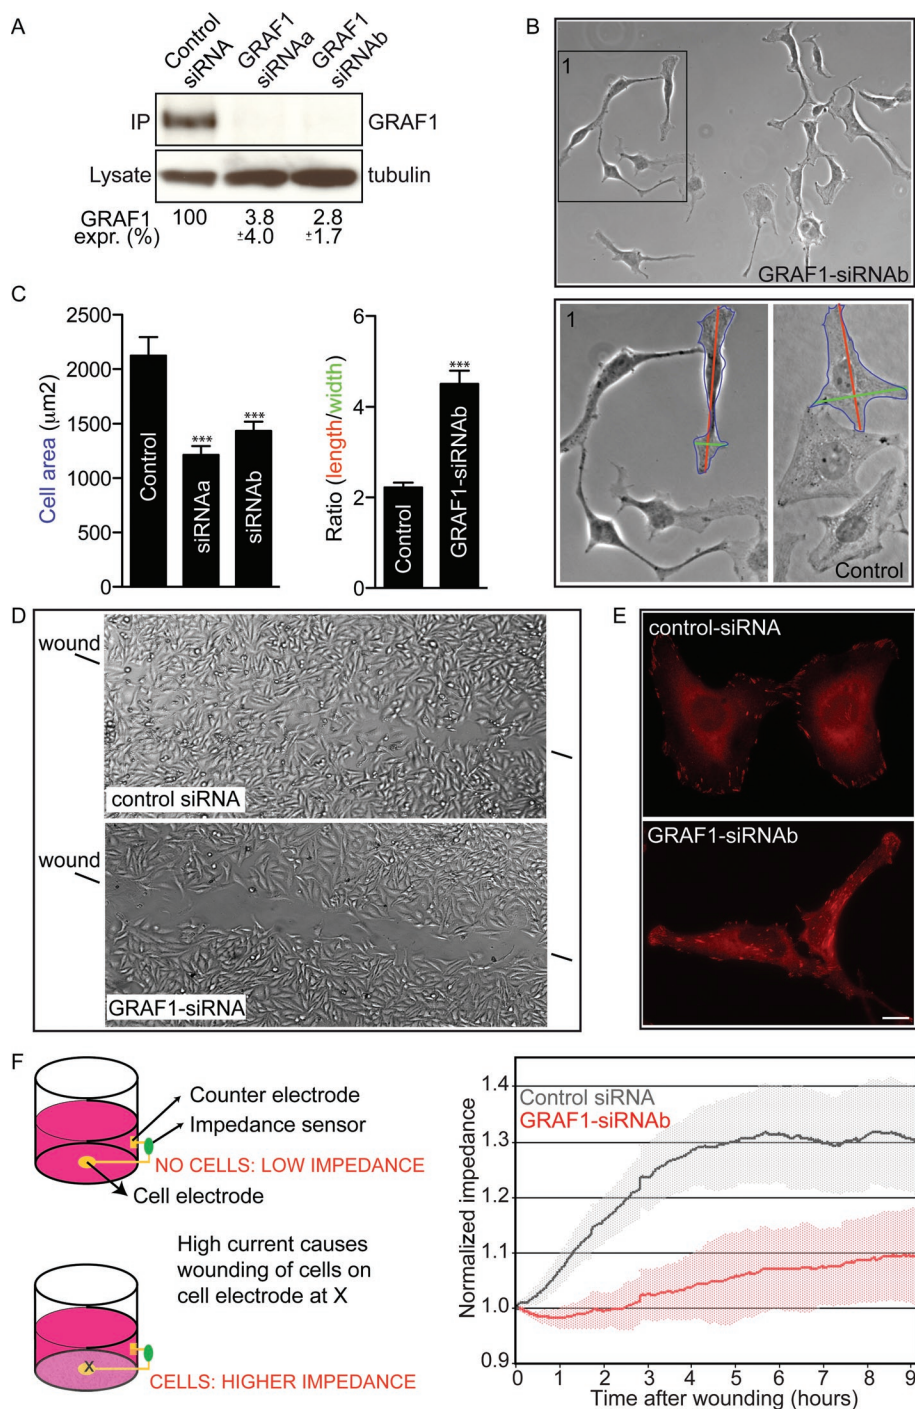 A
Control
siRNA
GRAF1
siRNAa
GRAF1
siRNAb
IP
GRAF1
Lysate
tubulin
GRAF1
expr. (%)
100
3.8
±4.0
2.8
±1.7
B
1
GRAF1-siRNAb
1
Control
C
2500
2000
1500
1000
500
0
Cell area (μm2)
Control
***
siRNAa
***
siRNAb
6
4
2
0
Ratio (length/width)
Control
***
GRAF1-siRNAb
D
wound
control siRNA
wound
GRAF1-siRNA
E
control-siRNA
GRAF1-siRNAb
F
Counter electrode
Impedance sensor
NO CELLS: LOW IMPEDANCE
Cell electrode
High current causes
wounding of cells on
cell electrode at X
X
CELLS: HIGHER IMPEDANCE
Normalized impedance
1.4
1.3
1.2
1.1
1.0
0.9
Control siRNA
GRAF1-siRNAb
0 1 2 3 4 5 6 7 8 9
Time after wounding (hours)